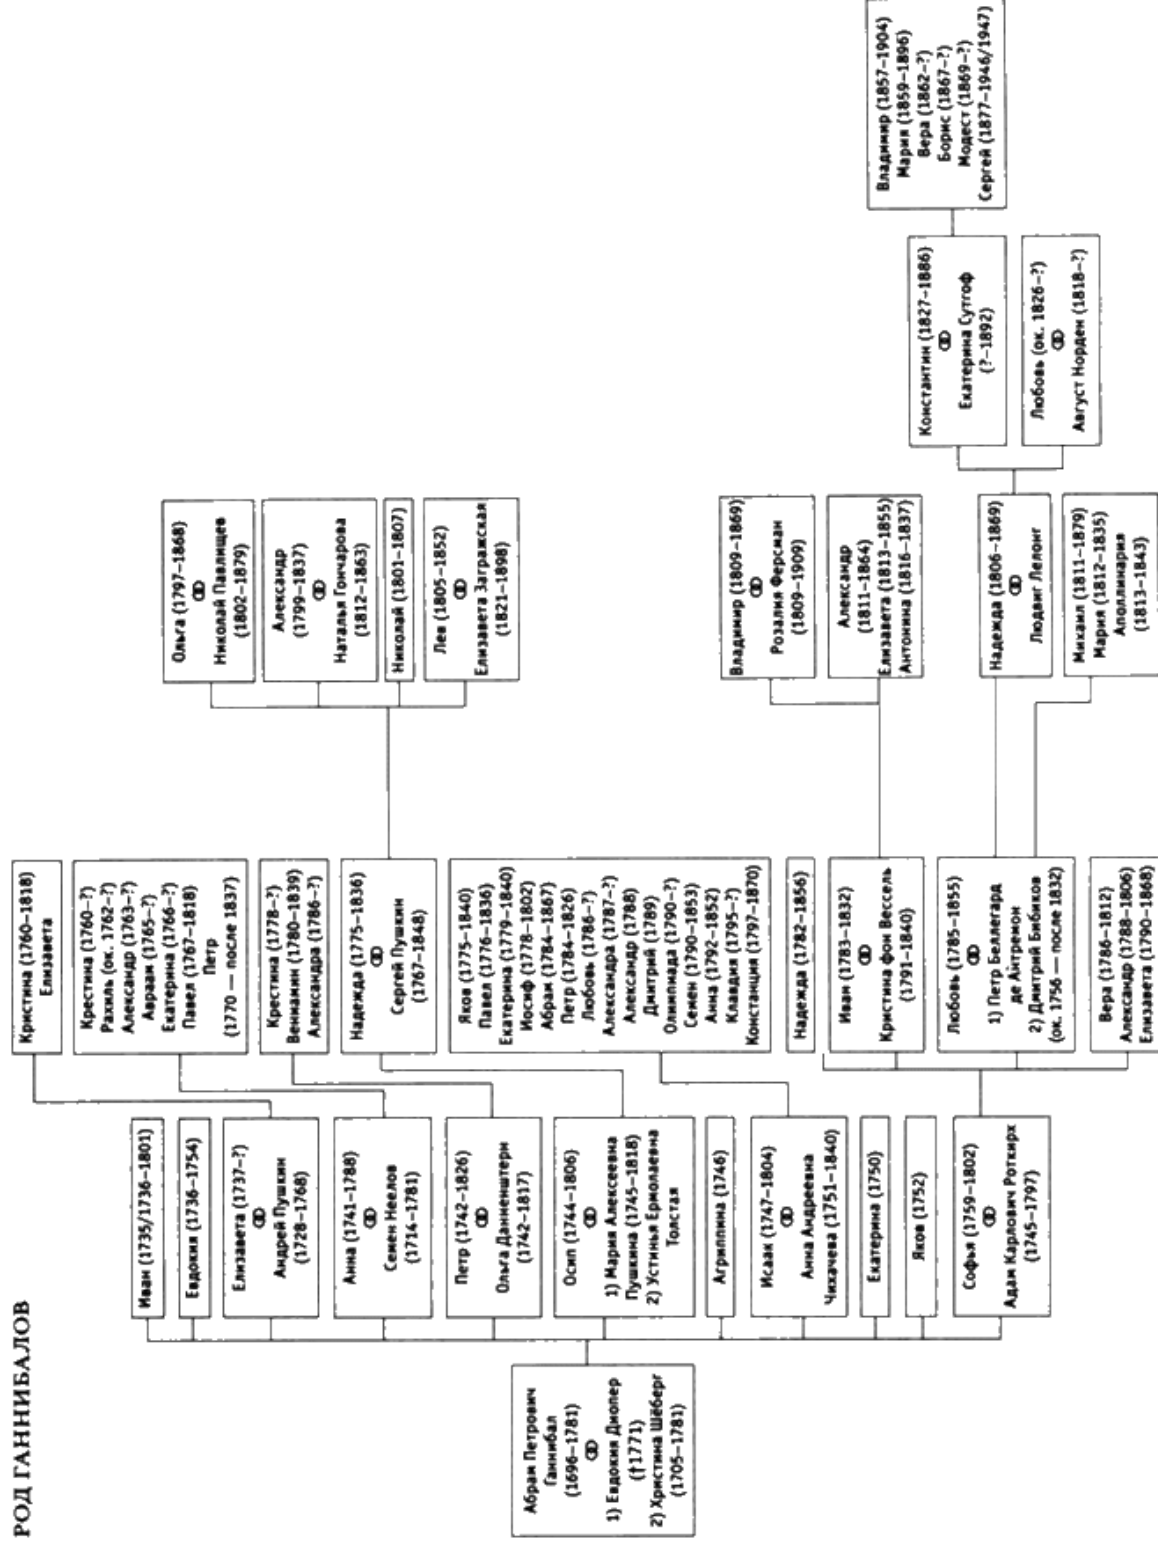 РОД ГАННИБАЛОВ
Абрам Петрович
Ганнибал
(1696–1781)
1) Евдокия Диопер
(†1771)
2) Христина Шёберг
(1705–1781)
Иван (1735/1736–1801)
Евдокия (1736–1754)
Елизавета (1737–?)
Андрей Пушкин
(1728–1768)
Анна (1741–1788)
Семен Неелов
(1714–1781)
Петр (1742–1826)
Ольга Данненштерн
(1742–1817)
Осип (1744–1806)
1) Мария Алексеевна
Пушкина (1745–1818)
2) Устинья Ермолаевна
Толстая
Агриппина (1746)
Исаак (1747–1804)
Анна Андреевна
Чихачева (1751–1840)
Екатерина (1750)
Яков (1752)
Софья (1759–1802)
Адам Карлович Роткирх
(1745–1797)
Кристина (1760–1818)
Елизавета
Крестина (1760–?)
Рахиль (ок. 1762–?)
Александр (1763–?)
Авраам (1765–?)
Екатерина (1766–?)
Павел (1767–1818)
Петр
(1770 — после 1837)
Крестина (1778–?)
Вениамин (1780–1839)
Александра (1786–?)
Надежда (1775–1836)
Сергей Пушкин
(1767–1848)
Яков (1775–1840)
Павел (1776–1836)
Екатерина (1779–1840)
Иосиф (1778–1802)
Абрам (1784–1867)
Петр (1784–1826)
Любовь (1786–?)
Александра (1787–?)
Александр (1788)
Дмитрий (1789)
Олимпиада (1790–?)
Семен (1790–1853)
Анна (1792–1852)
Клавдия (1795–?)
Констанция (1797–1870)
Надежда (1782–1856)
Иван (1783–1832)
Кристина фон Вессель
(1791–1840)
Любовь (1785–1855)
1) Петр Беллегард
де Антремон
2) Дмитрий Бибиков
(ок. 1756 — после 1832)
Вера (1786–1812)
Александр (1788–1806)
Елизавета (1790–1868)
Ольга (1797–1868)
Николай Павлищев
(1802–1879)
Александр
(1799–1837)
Наталья Гончарова
(1812–1863)
Николай (1801–1807)
Лев (1805–1852)
Елизавета Загряжская
(1821–1898)
Владимир (1809–1869)
Розалия Ферсман
(1809–1909)
Александр
(1811–1864)
Елизавета (1813–1855)
Антонина (1816–1837)
Надежда (1806–1869)
Людвиг Лелонг
Михаил (1811–1879)
Мария (1812–1835)
Аполлинария
(1813–1843)
Константин (1827–1886)
Екатерина Сутгоф
(?–1892)
Любовь (ок. 1826–?)
Август Норден (1818–?)
Владимир (1857–1904)
Мария (1859–1896)
Вера (1862–?)
Борис (1867–?)
Модест (1869–?)
Сергей (1877–1946/1947)